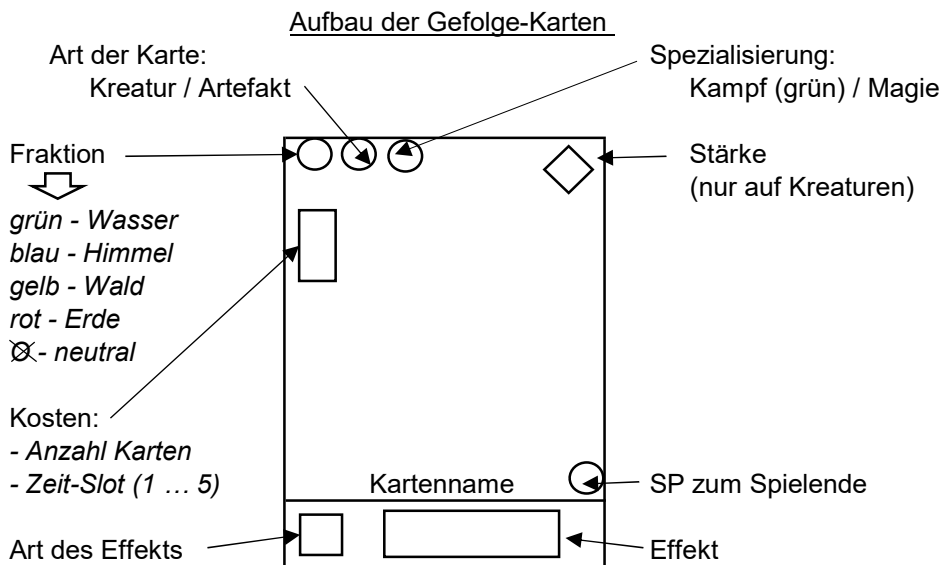 Aufbau der Gefolge-Karten
Art der Karte:
Kreatur / Artefakt
Spezialisierung:
Kampf (grün) / Magie
Fraktion
grün - Wasser
blau - Himmel
gelb - Wald
rot - Erde
Ø - neutral
Stärke
(nur auf Kreaturen)
Kosten:
- Anzahl Karten
- Zeit-Slot (1 … 5)
Kartenname
SP zum Spielende
Art des Effekts
Effekt